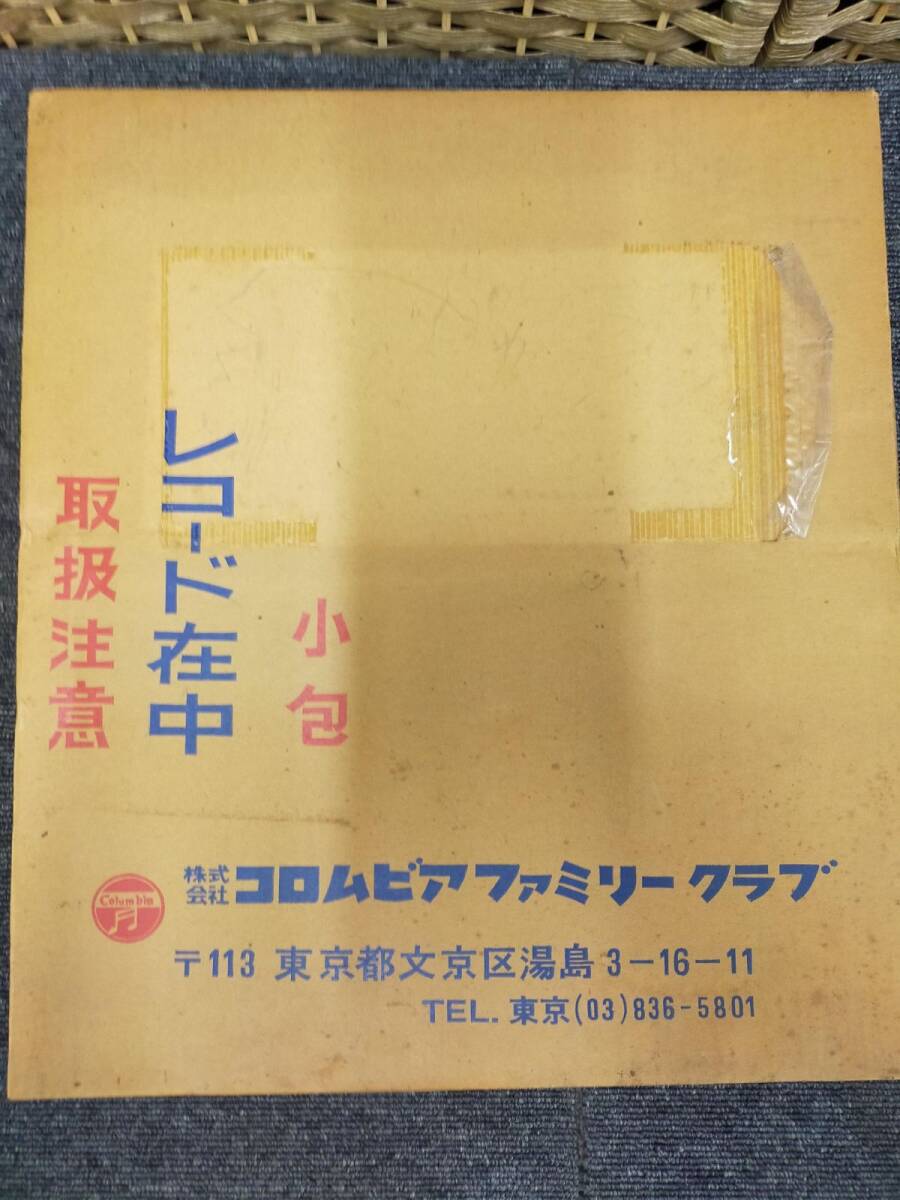 小包
レコード在中
取扱注意
Columbia
株式会社 コロムビアファミリークラブ
〒113 東京都文京区湯島3-16-11
TEL. 東京(03)836-5801